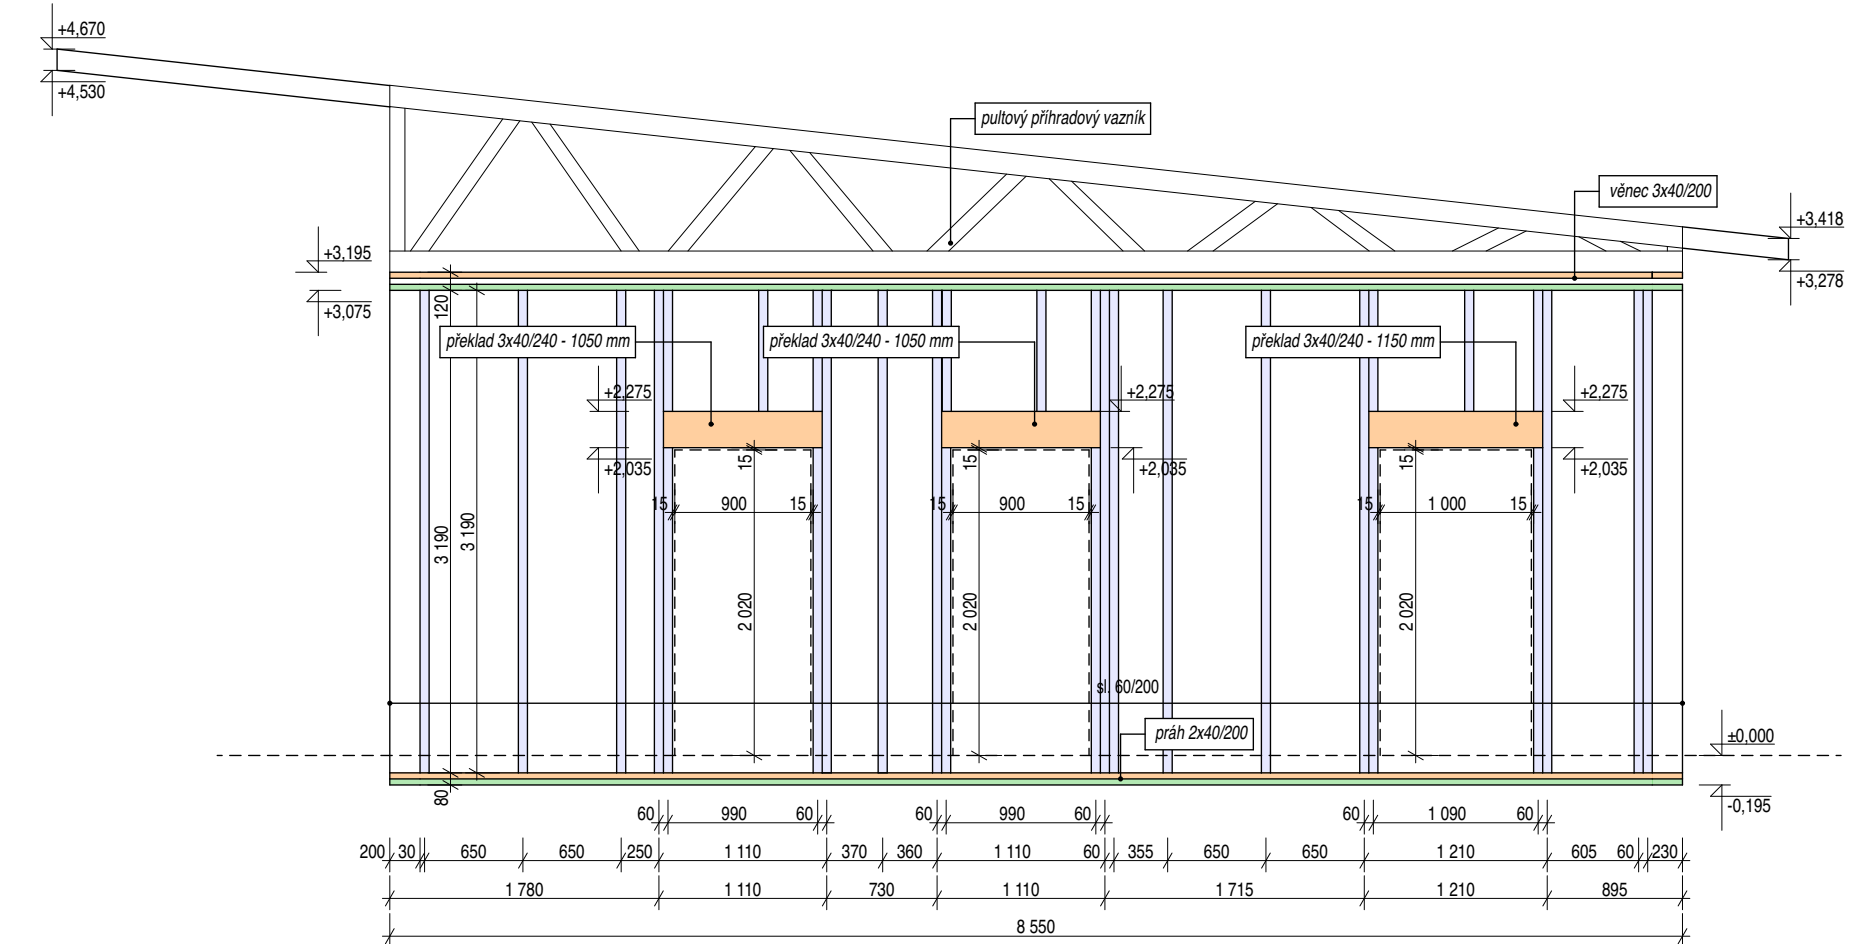 +4,670
+4,530
pultový příhradový vazník
věnec 3x40/200
+3,418
+3,278
+3,195
+3,075
120
překlad 3x40/240 - 1050 mm
překlad 3x40/240 - 1050 mm
překlad 3x40/240 - 1150 mm
+2,275
+2,275
+2,275
+2,035
+2,035
+2,035
15
15
15
15 900 15
15 900 15
15 1 000 15
3 190
3 190
2 020
2 020
2 020
sl. 60/200
práh 2x40/200
±0,000
-0,195
80
60 990 60 60 990 60 60 1 090 60
200 30 650 650 250 1 110 370 360 1 110 60 355 650 650 1 210 605 60 230
1 780 1 110 730 1 110 1 715 1 210 895
8 550